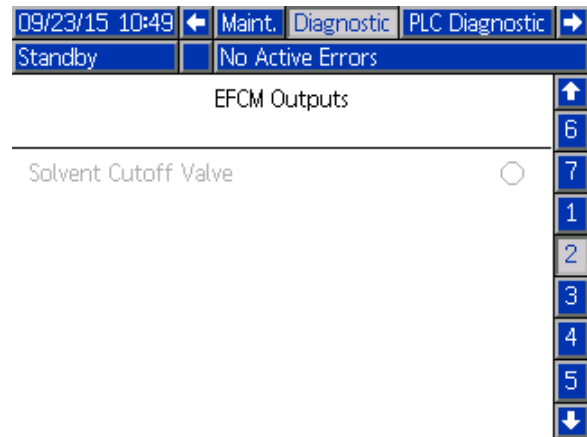 09/23/15 10:49 Maint. Diagnostic PLC Diagnostic
Standby No Active Errors
EFCM Outputs
6
Solvent Cutoff Valve
7
1
2
3
4
5